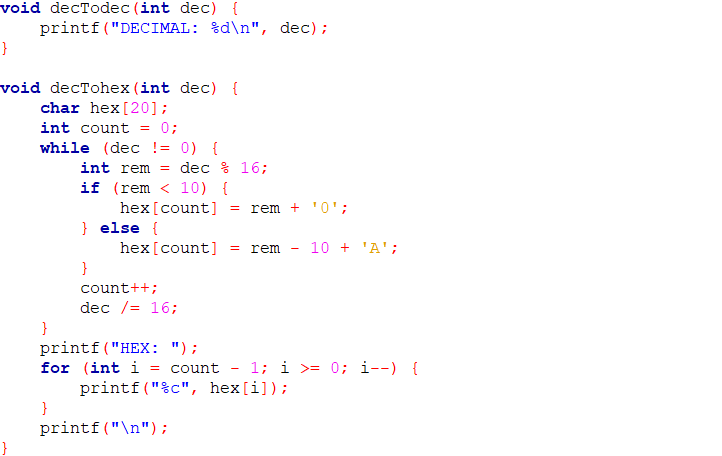 void decTodec(int dec) {
    printf("DECIMAL: %d\n", dec);
}

void decTohex(int dec) {
    char hex[20];
    int count = 0;
    while (dec != 0) {
        int rem = dec % 16;
        if (rem < 10) {
            hex[count] = rem + '0';
        } else {
            hex[count] = rem - 10 + 'A';
        }
        count++;
        dec /= 16;
    }
    printf("HEX: ");
    for (int i = count - 1; i >= 0; i--) {
        printf("%c", hex[i]);
    }
    printf("\n");
}